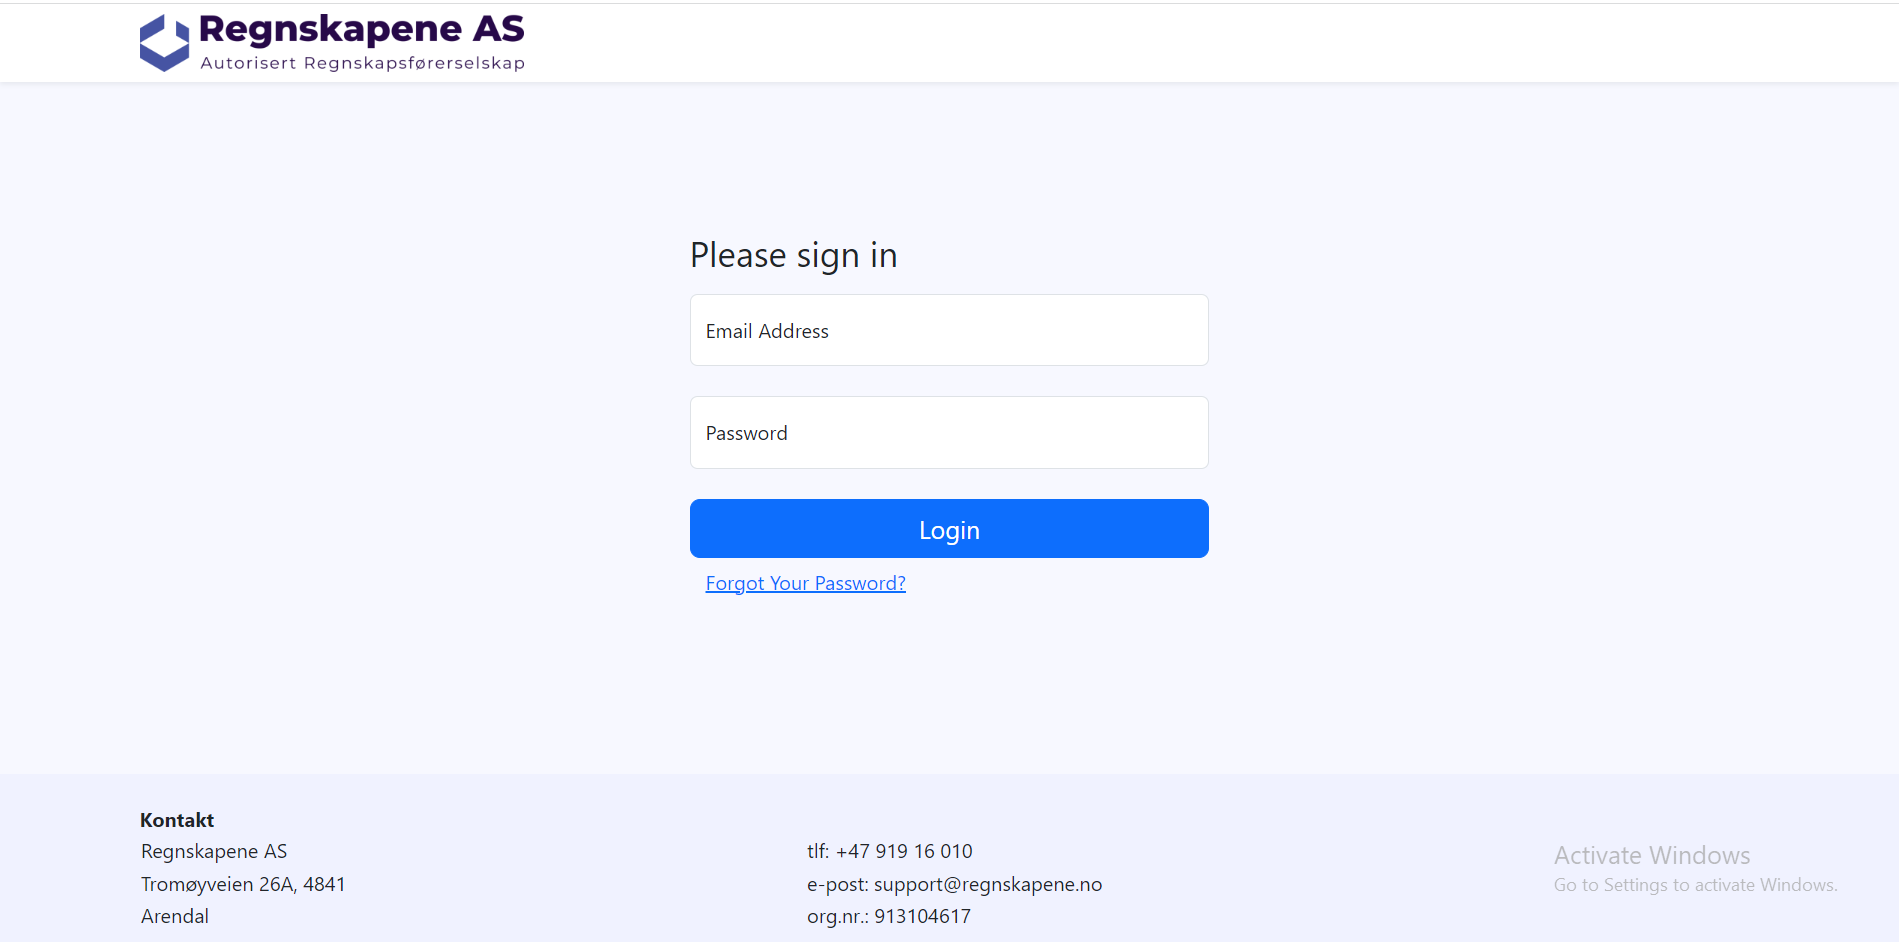 Regnskapene AS
Autorisert Regnskapsførerselskap
Please sign in
Email Address
Password
Login
Forgot Your Password?
Kontakt
Regnskapene AS
Tromøyveien 26A, 4841
Arendal
tlf: +47 919 16 010
e-post: support@regnskapene.no
org.nr.: 913104617
Activate Windows
Go to Settings to activate Windows.